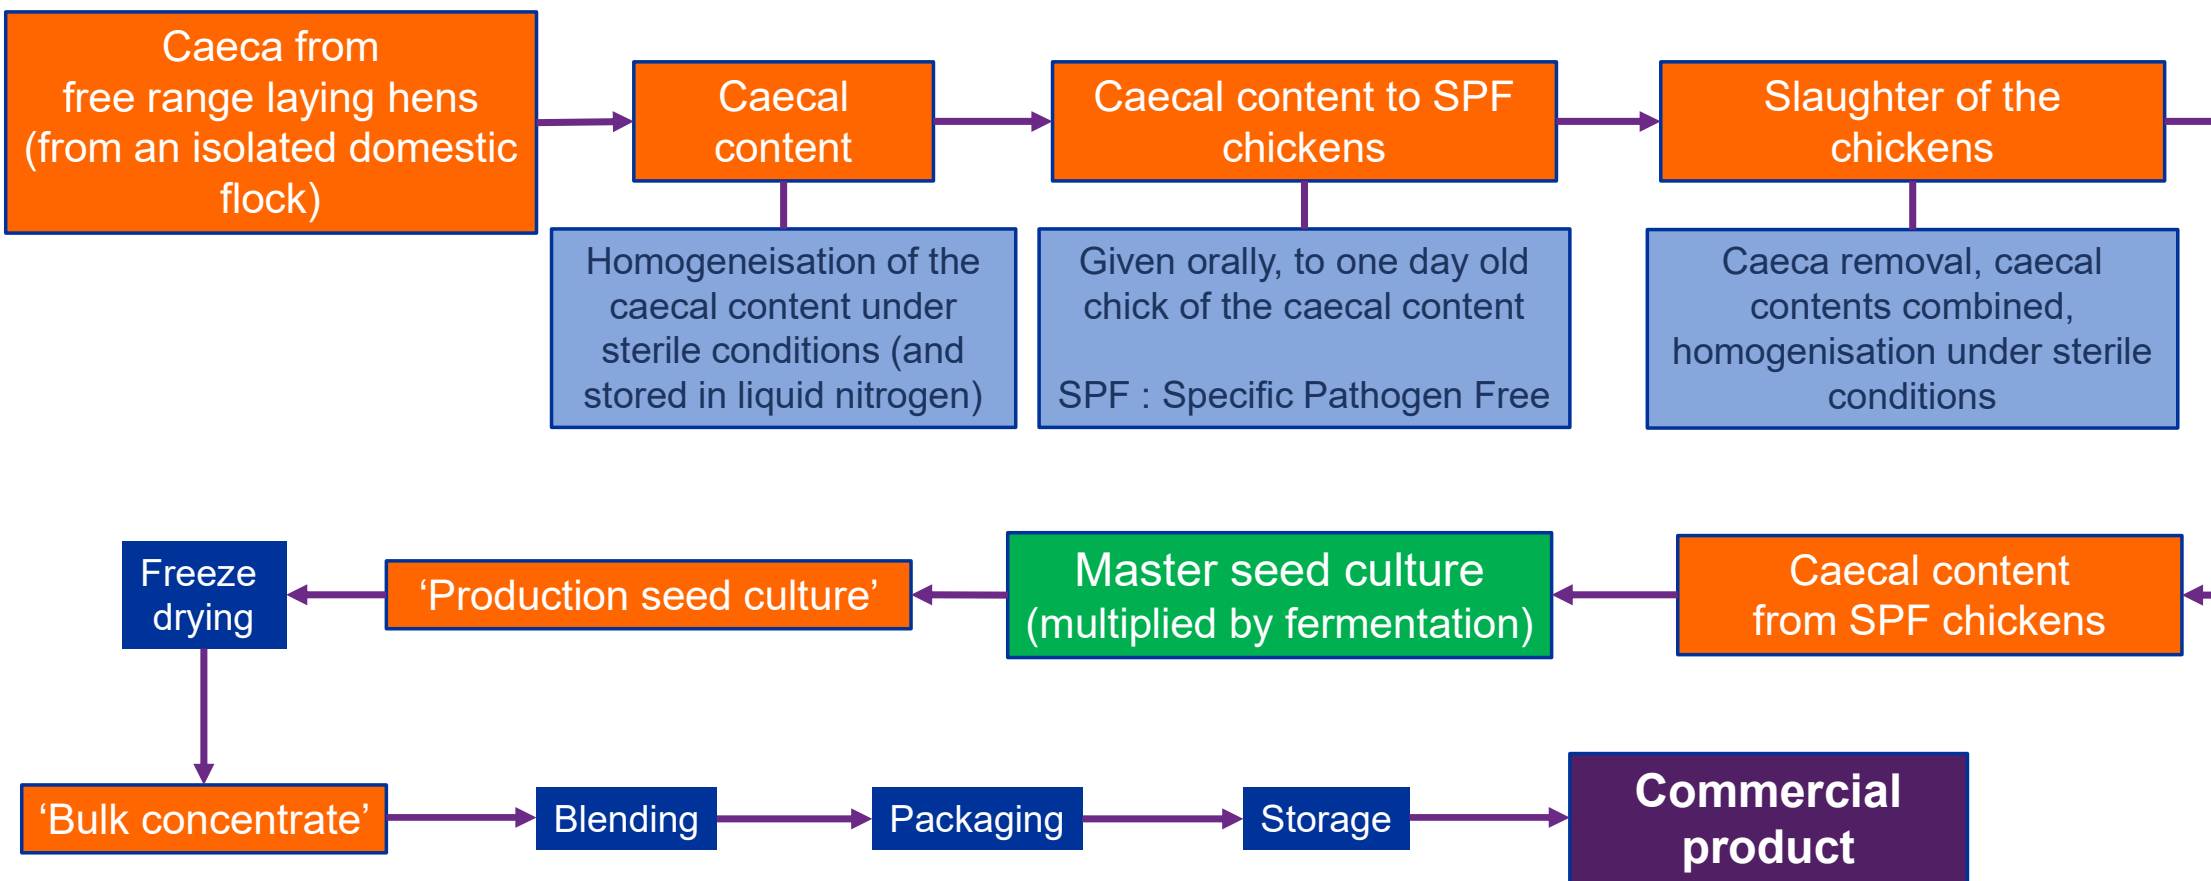 Caeca from
free range laying hens
(from an isolated domestic
flock)
Caecal
content
Caecal content to SPF
chickens
Slaughter of the
chickens
Homogeneisation of the
caecal content under
sterile conditions (and
stored in liquid nitrogen)
Given orally, to one day old
chick of the caecal content
SPF : Specific Pathogen Free
Caeca removal, caecal
contents combined,
homogenisation under sterile
conditions
Caecal content
from SPF chickens
Master seed culture
(multiplied by fermentation)
‘Production seed culture’
Freeze
drying
‘Bulk concentrate’
Blending
Packaging
Storage
Commercial
product